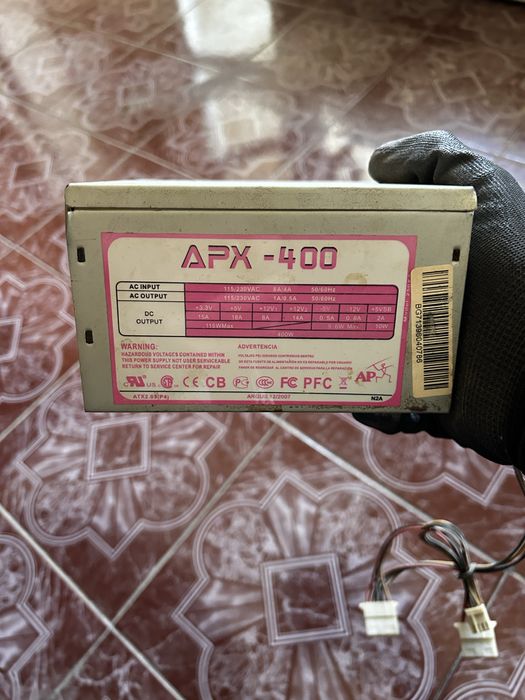 APX -400
AC INPUT 115/230VAC 8A/4A 50/60Hz
AC OUTPUT 115/230VAC 1A/0.5A 50/60Hz
DC OUTPUT +3.3V +5V +12V1 +12V2 -5V -12V +5VSB
15A 18A 8A 14A 0.5A 0.8A 2A
115WMax 10W
400W
WARNING:
HAZARDOUS VOLTAGES CONTAINED WITHIN
THIS POWER SUPPLY NOT USER SERVICEABLE
RETURN TO SERVICE CENTER FOR REPAIR
ADVERTENCIA
CE CB FC PFC AP
ATX2.03(P4) 12/2007 N2A